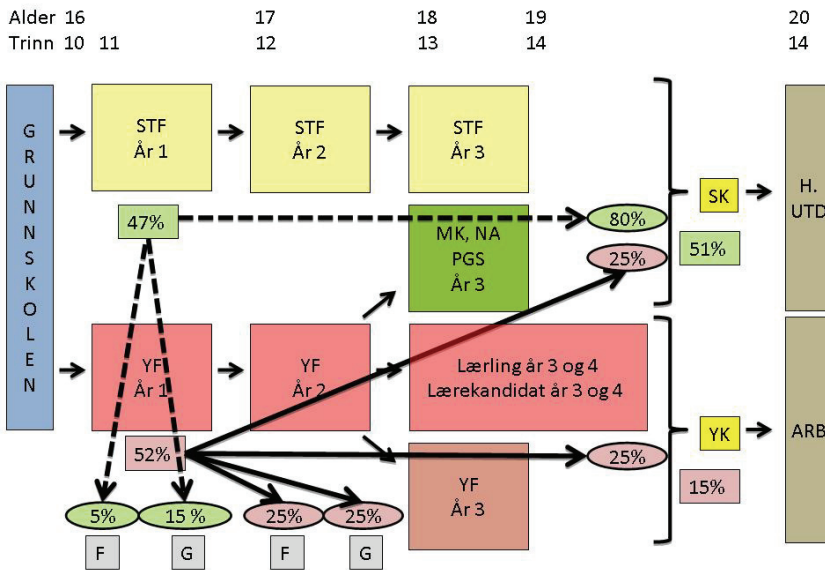 Alder 16 17 18 19 20
Trinn 10 11 12 13 14 14
GRUNNSKOLEN
STF
År 1
STF
År 2
STF
År 3
47%
MK, NA
PGS
År 3
80%
25%
SK
51%
H.
UTD
YF
År 1
YF
År 2
Lærling år 3 og 4
Lærekandidat år 3 og 4
52%
YF
År 3
25%
YK
15%
ARB
5%
15 %
25%
25%
F
G
F
G